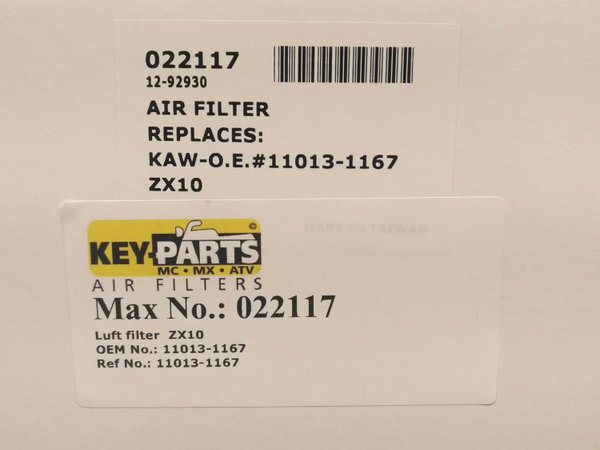 022117
12-92930
AIR FILTER
REPLACES:
KAW-O.E.#11013-1167
ZX10
MADE IN TAIWAN
©
KEY-PARTS
MC • MX • ATV
AIR FILTERS
Max No.: 022117
Luft filter ZX10
OEM No.: 11013-1167
Ref No.: 11013-1167